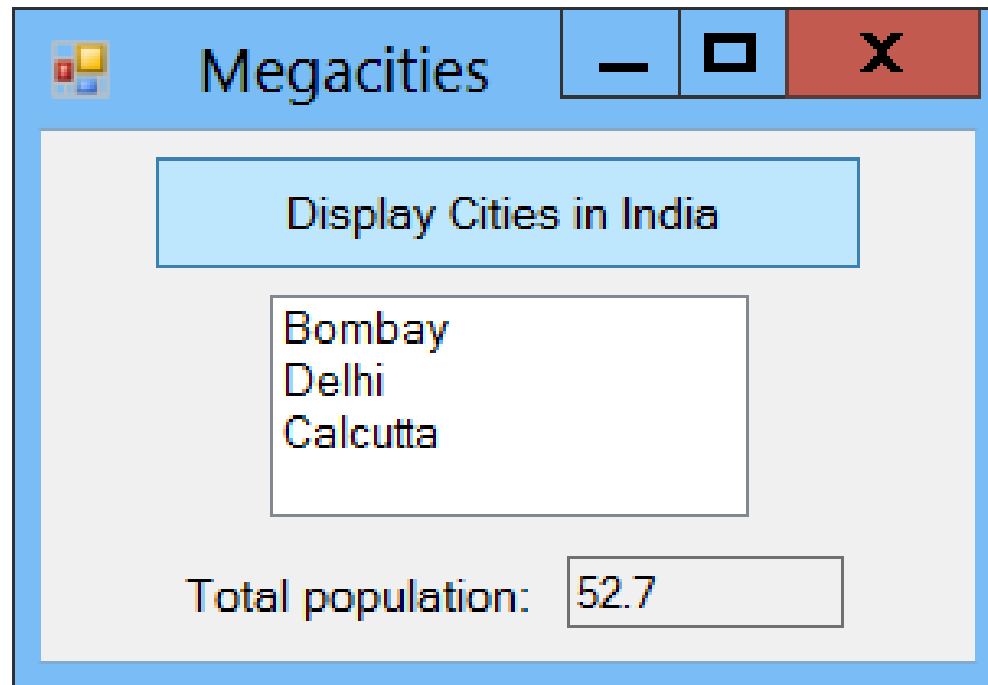 Megacities
Display Cities in India
Bombay
Delhi
Calcutta
Total population: 52.7